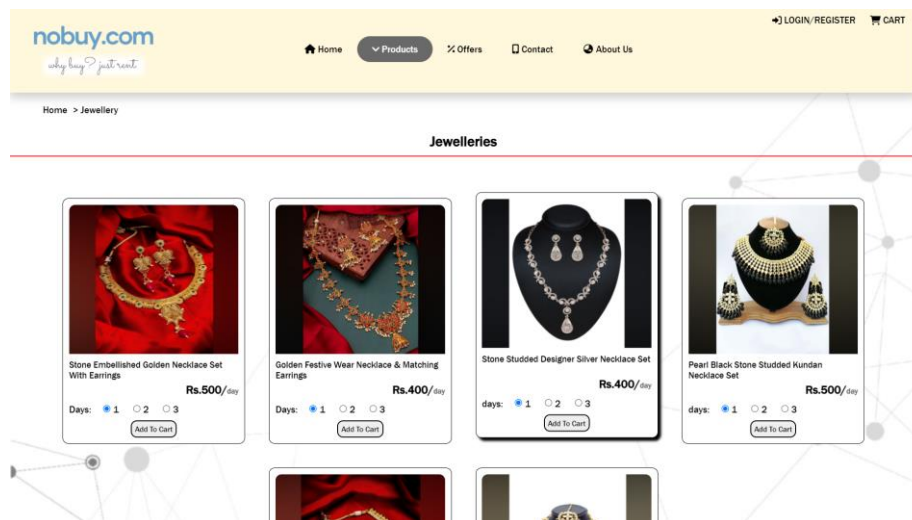 LOGIN/REGISTER CART
nobuy.com
why buy? just rent
Home Products Offers Contact About Us
Home > Jewellery
Jewelleries
Stone Embellished Golden Necklace Set
With Earrings
Rs.500/day
Days: 1 2 3
Add To Cart
Golden Festive Wear Necklace & Matching
Earrings
Rs.400/day
Days: 1 2 3
Add To Cart
Stone Studded Designer Silver Necklace Set
Rs.400/day
days: 1 2 3
Add To Cart
Pearl Black Stone Studded Kundan
Necklace Set
Rs.500/day
days: 1 2 3
Add To Cart